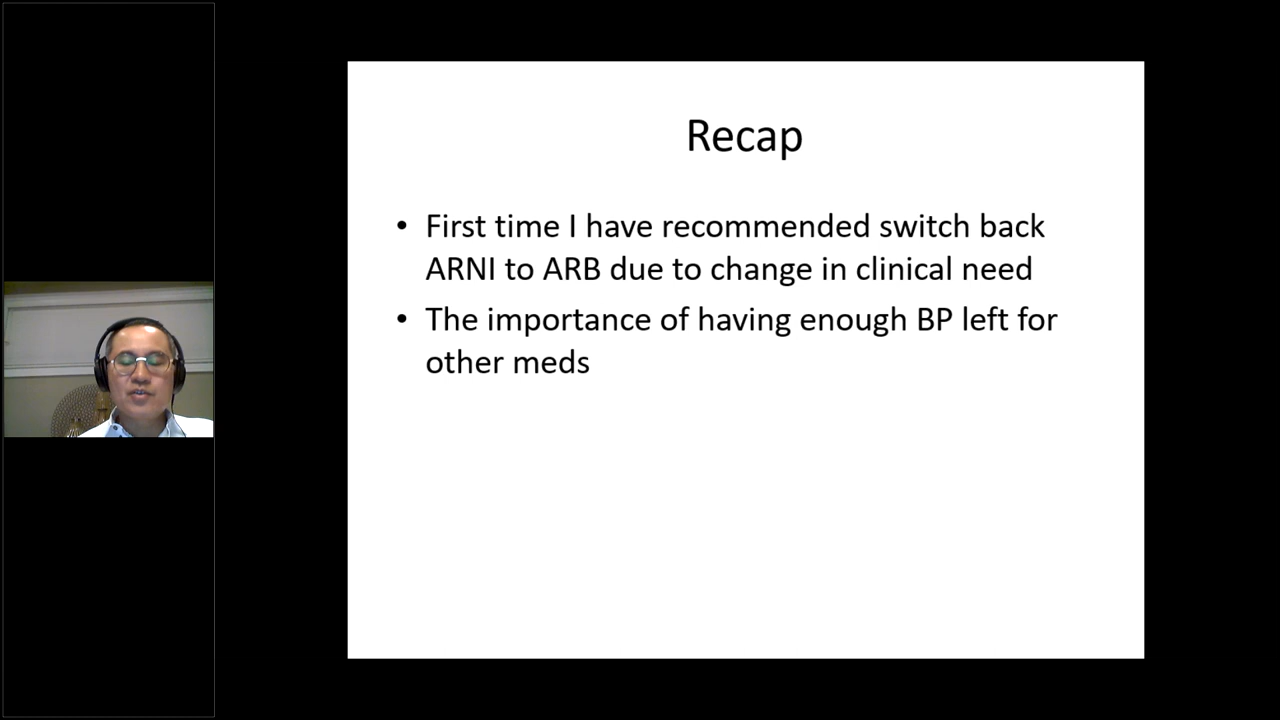 Recap
• First time I have recommended switch back
ARNI to ARB due to change in clinical need
• The importance of having enough BP left for
other meds